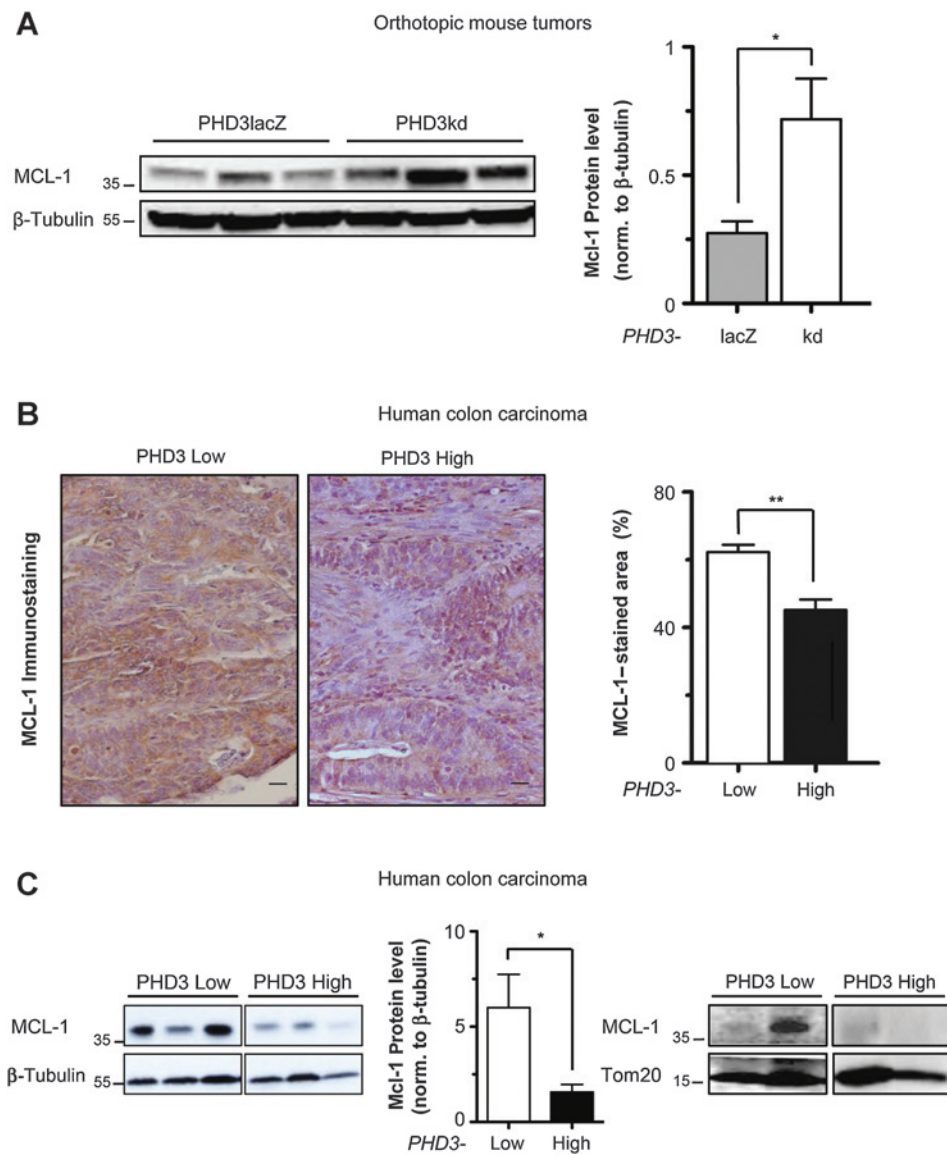 A
Orthotopic mouse tumors
PHD3lacZ PHD3kd
MCL-1
35
β-Tubulin
55
Mcl-1 Protein level
(norm. to β-tubulin)
1
0.5
0
*
PHD3- lacZ kd
B
Human colon carcinoma
PHD3 Low PHD3 High
MCL-1 Immunostaining
MCL-1–stained area (%)
80
40
0
**
PHD3- Low High
C
Human colon carcinoma
PHD3 Low PHD3 High
MCL-1
35
β-Tubulin
55
Mcl-1 Protein level
(norm. to β-tubulin)
10
5
0
*
PHD3- Low High
PHD3 Low PHD3 High
MCL-1
35
Tom20
15